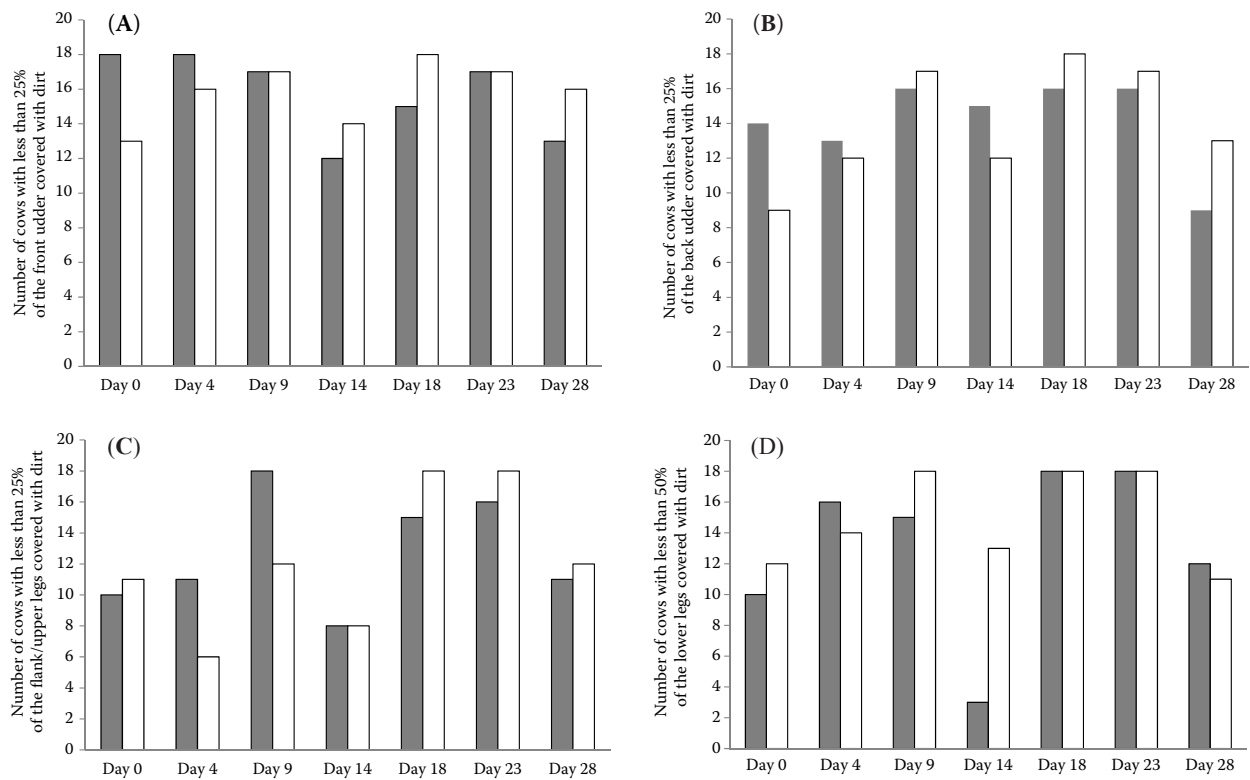 (A)
Number of cows with less than 25%
of the front udder covered with dirt
20
18
16
14
12
10
8
6
4
2
0
Day 0 Day 4 Day 9 Day 14 Day 18 Day 23 Day 28
(B)
Number of cows with less than 25%
of the back udder covered with dirt
20
18
16
14
12
10
8
6
4
2
0
Day 0 Day 4 Day 9 Day 14 Day 18 Day 23 Day 28
(C)
Number of cows with less than 25%
of the flank/upper legs covered with dirt
20
18
16
14
12
10
8
6
4
2
0
Day 0 Day 4 Day 9 Day 14 Day 18 Day 23 Day 28
(D)
Number of cows with less than 50%
of the lower legs covered with dirt
20
18
16
14
12
10
8
6
4
2
0
Day 0 Day 4 Day 9 Day 14 Day 18 Day 23 Day 28